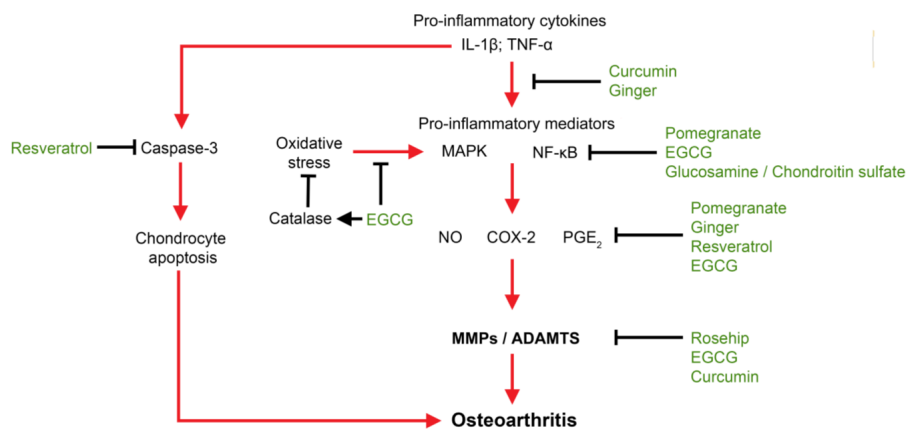 Pro-inflammatory cytokines
IL-1β; TNF-α
Curcumin
Ginger
Pro-inflammatory mediators
Resveratrol
Caspase-3
Oxidative
stress
MAPK
NF-κB
Pomegranate
EGCG
Glucosamine / Chondroitin sulfate
Catalase
EGCG
Chondrocyte
apoptosis
NO
COX-2
PGE₂
Pomegranate
Ginger
Resveratrol
EGCG
MMPs / ADAMTS
Rosehip
EGCG
Curcumin
Osteoarthritis